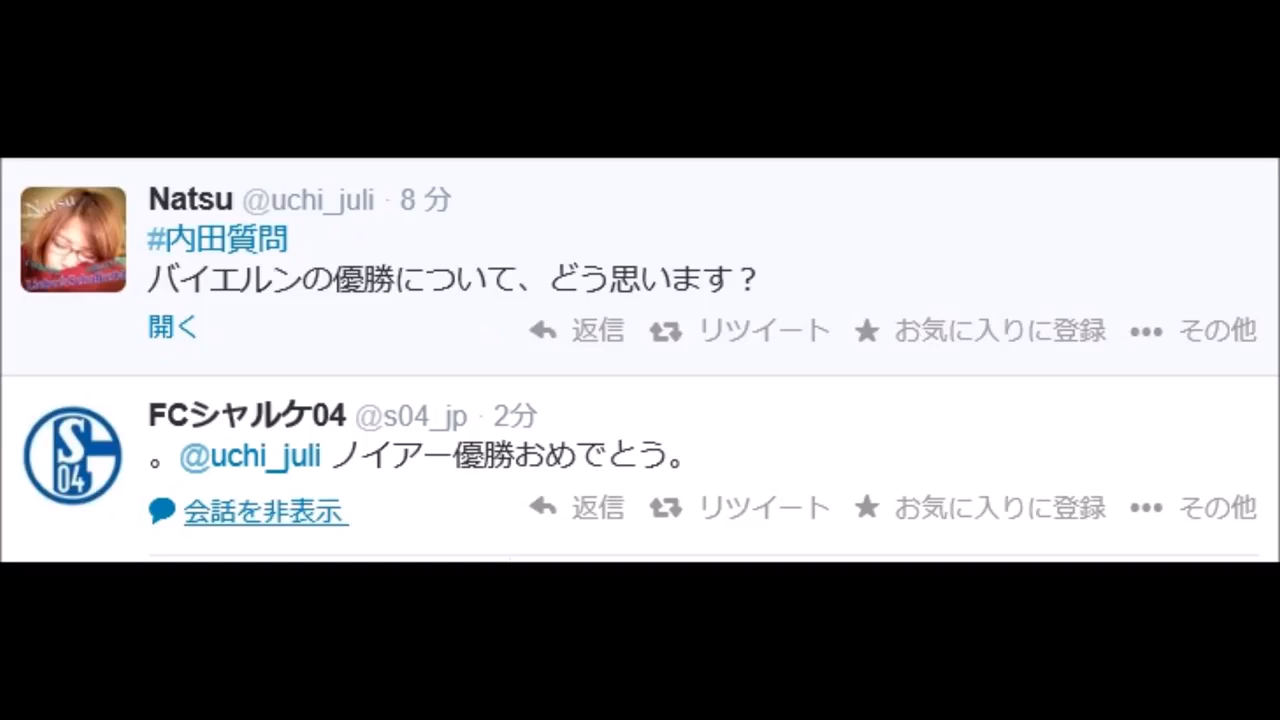 Natsu @uchi_juli · 8 分
#内田質問
バイエルンの優勝について、どう思います？
開く
返信 リツイート お気に入りに登録 その他
FCシャルケ04 @s04_jp · 2分
。@uchi_juli ノイアー優勝おめでとう。
会話を非表示
返信 リツイート お気に入りに登録 その他
Natsu
S
04